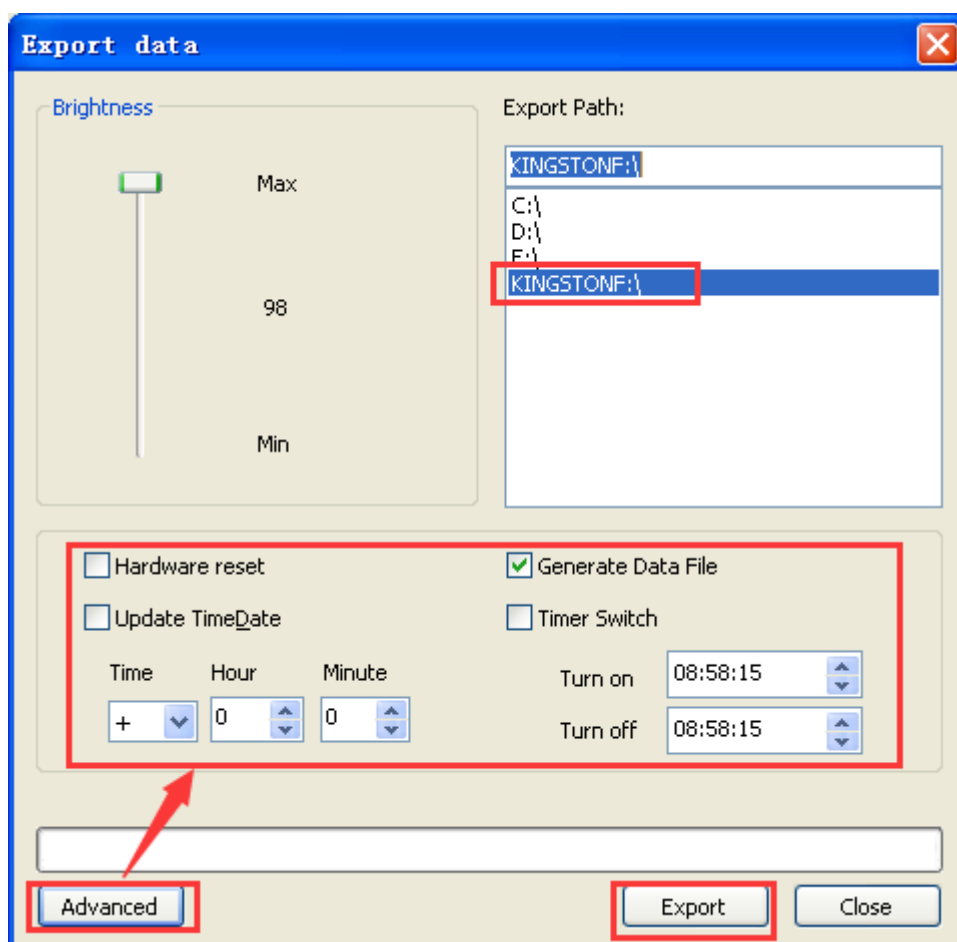 Export data
Brightness
Max
98
Min
Export Path:
KINGSTONF:\
C:\
D:\
E:\
KINGSTONF:\
Hardware reset
Generate Data File
Update TimeDate
Timer Switch
Time Hour Minute
+ 0 0
Turn on 08:58:15
Turn off 08:58:15
Advanced
Export
Close